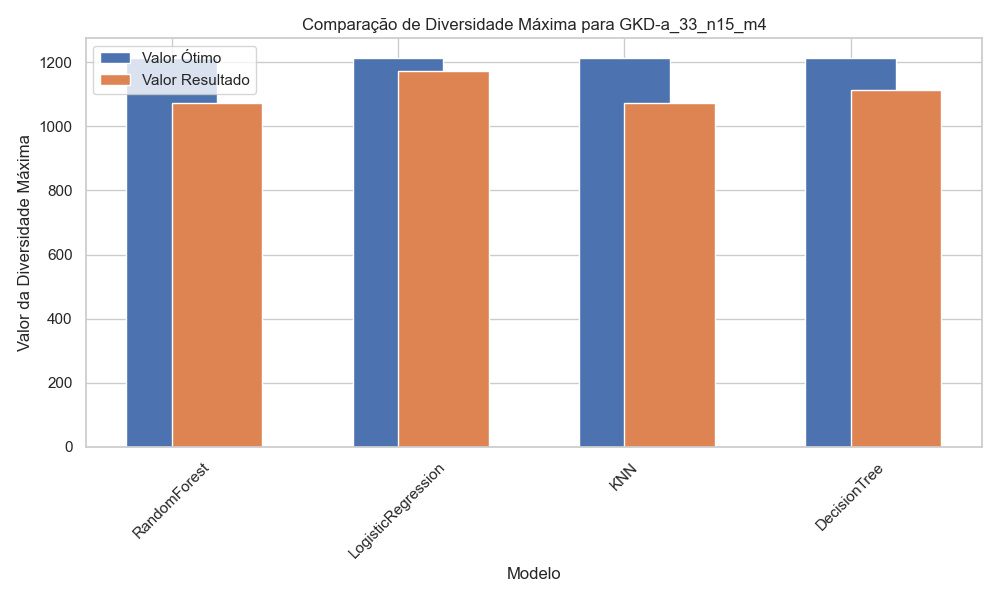 Comparação de Diversidade Máxima para GKD-a_33_n15_m4
Valor Ótimo
Valor Resultado
Valor da Diversidade Máxima
1200
1000
800
600
400
200
0
RandomForest
LogisticRegression
KNN
DecisionTree
Modelo